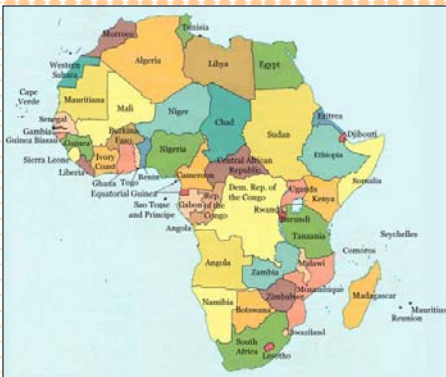 Tunisia
Morroco
Algeria
Libya
Egypt
Western
Sahara
Cape
Verde
Mauritiana
Mali
Niger
Chad
Sudan
Eritrea
Djibouti
Senegal
Gambia
Guinea Bissau
Guinea
Burkina
Faso
Sierra Leone
Ivory
Coast
Liberia
Ghana
Togo
Benin
Nigeria
Ethiopia
Somalia
Central African
Republic
Cameroon
Equatorial Guinea
Sao Toque
and Principe
Gabon
Rep.
of the
Congo
Dem. Rep. of
the Congo
Uganda
Kenya
Rwanda
Burundi
Tanzania
Seychelles
Comoros
Angola
Angola
Zambia
Malawi
Mozambique
Zimbabwe
Madagascar
Mauritius
Reunion
Namibia
Botswana
Swaziland
South
Africa
Lesotho